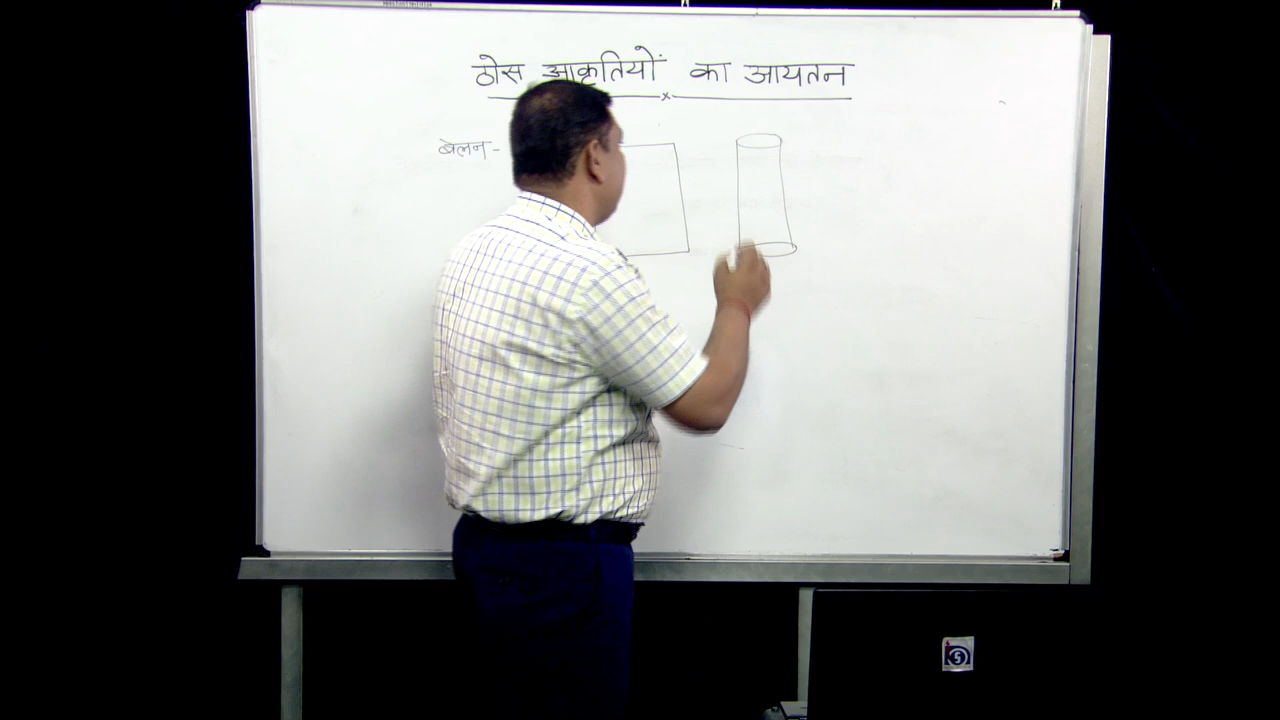 ठोस आकृतियों का आयतन
बेलन -